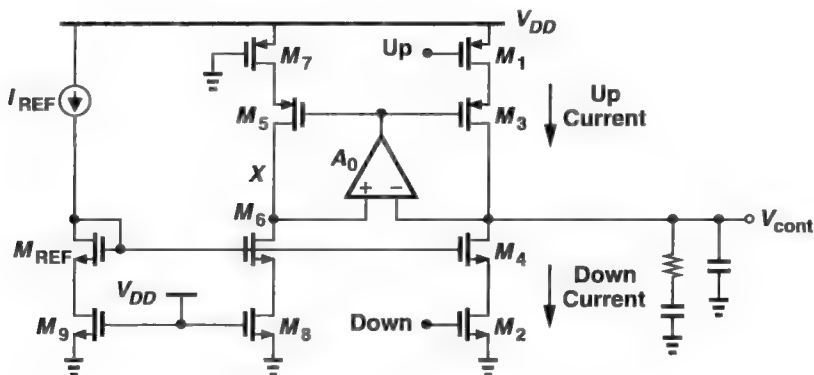 V_DD
Up
M_7
M_1
I_REF
M_5
M_3
Up
Current
A_0
X
+ −
M_6
V_cont
M_REF
M_4
V_DD
Down
Current
M_9
M_8
Down
M_2